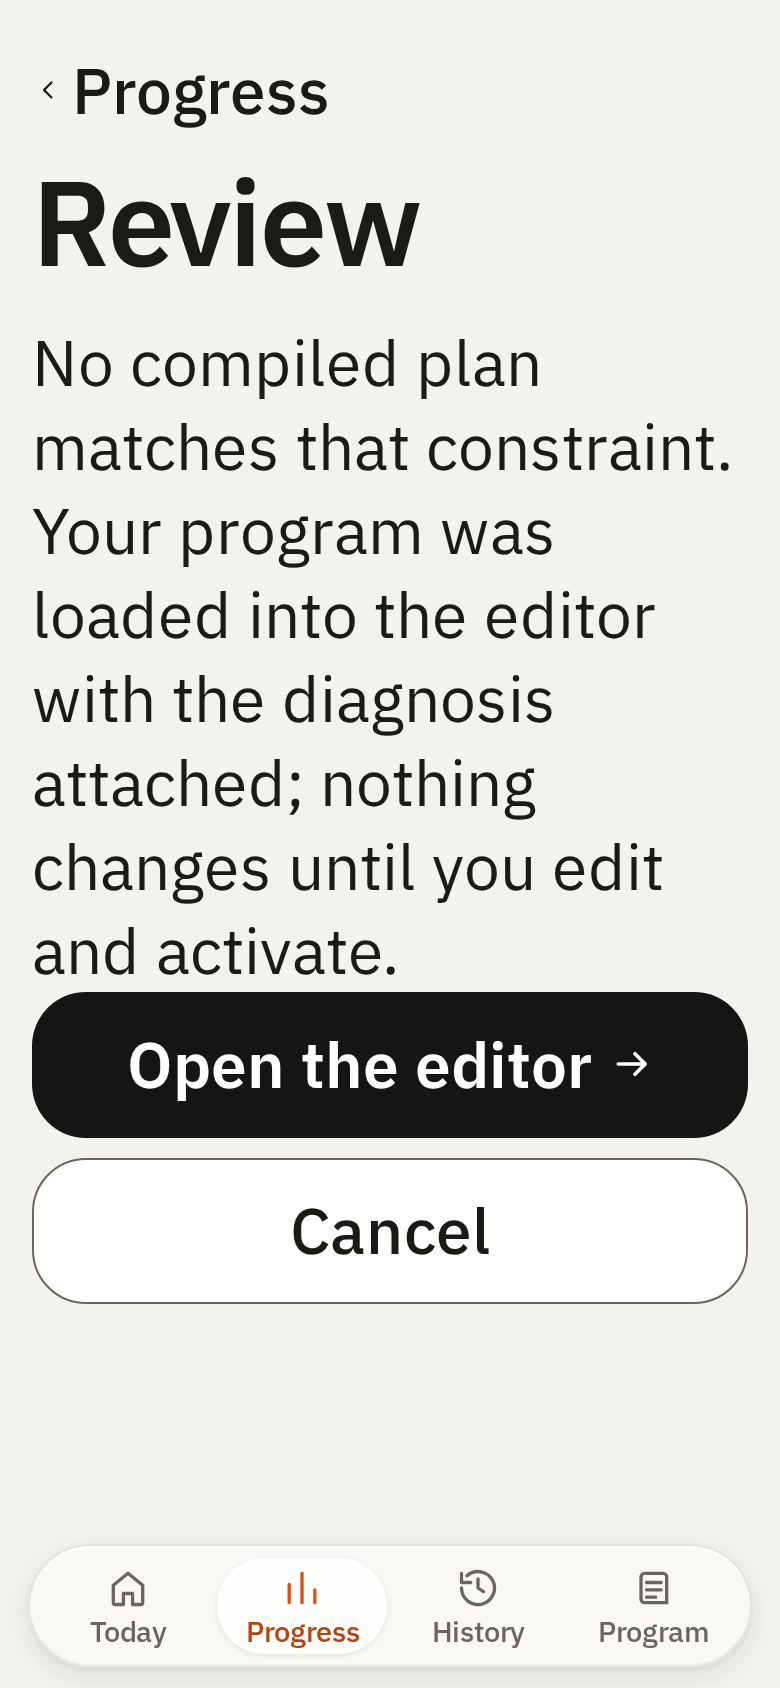 Progress
Review
No compiled plan
matches that constraint.
Your program was
loaded into the editor
with the diagnosis
attached; nothing
changes until you edit
and activate.
Open the editor →
Cancel
Today
Progress
History
Program